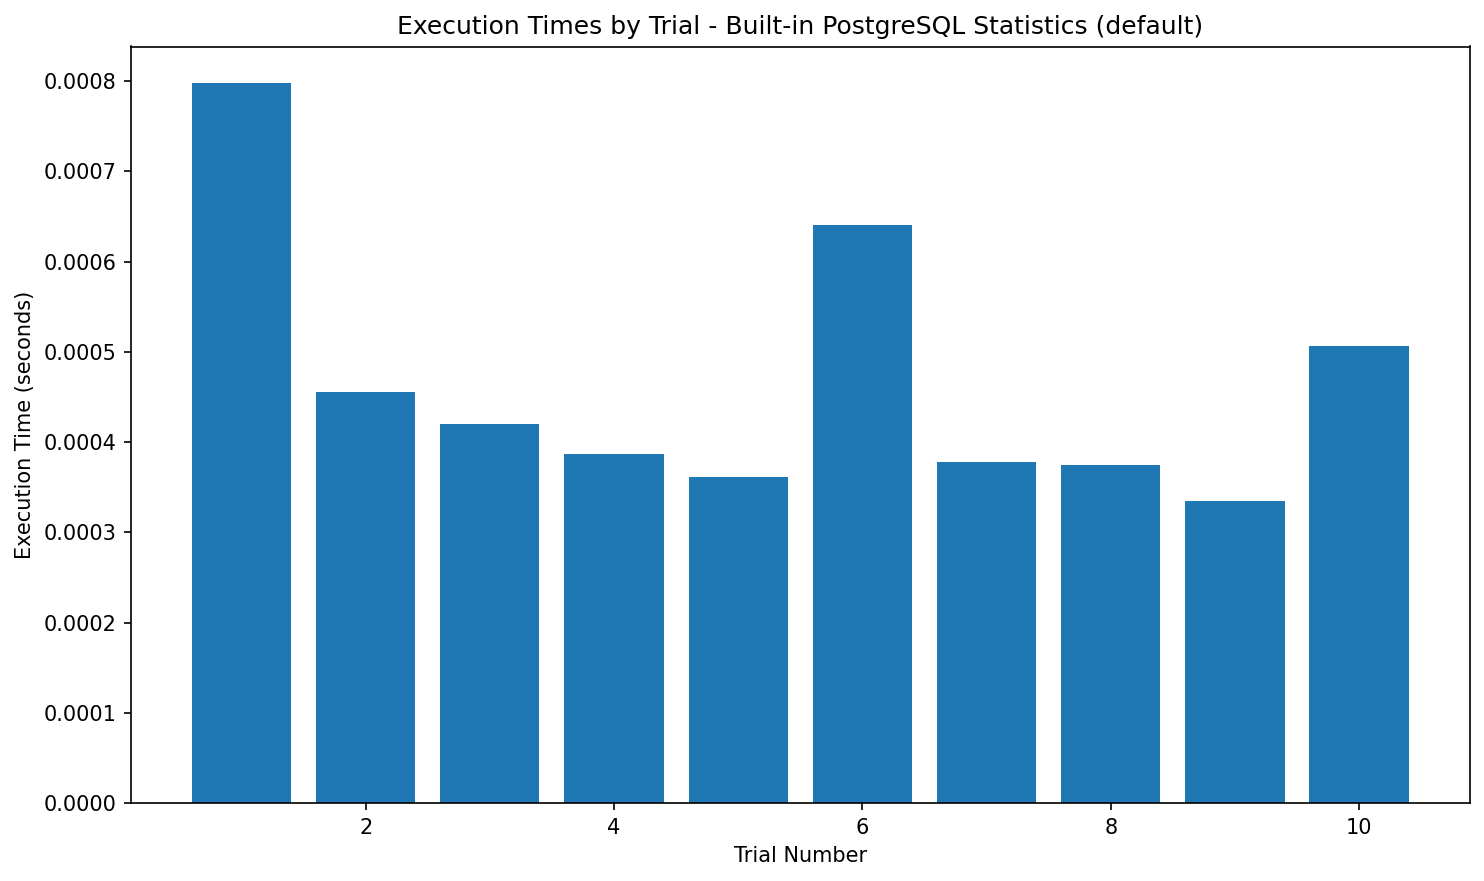 Execution Times by Trial - Built-in PostgreSQL Statistics (default)
Execution Time (seconds)
0.0008
0.0007
0.0006
0.0005
0.0004
0.0003
0.0002
0.0001
0.0000
2 4 6 8 10
Trial Number